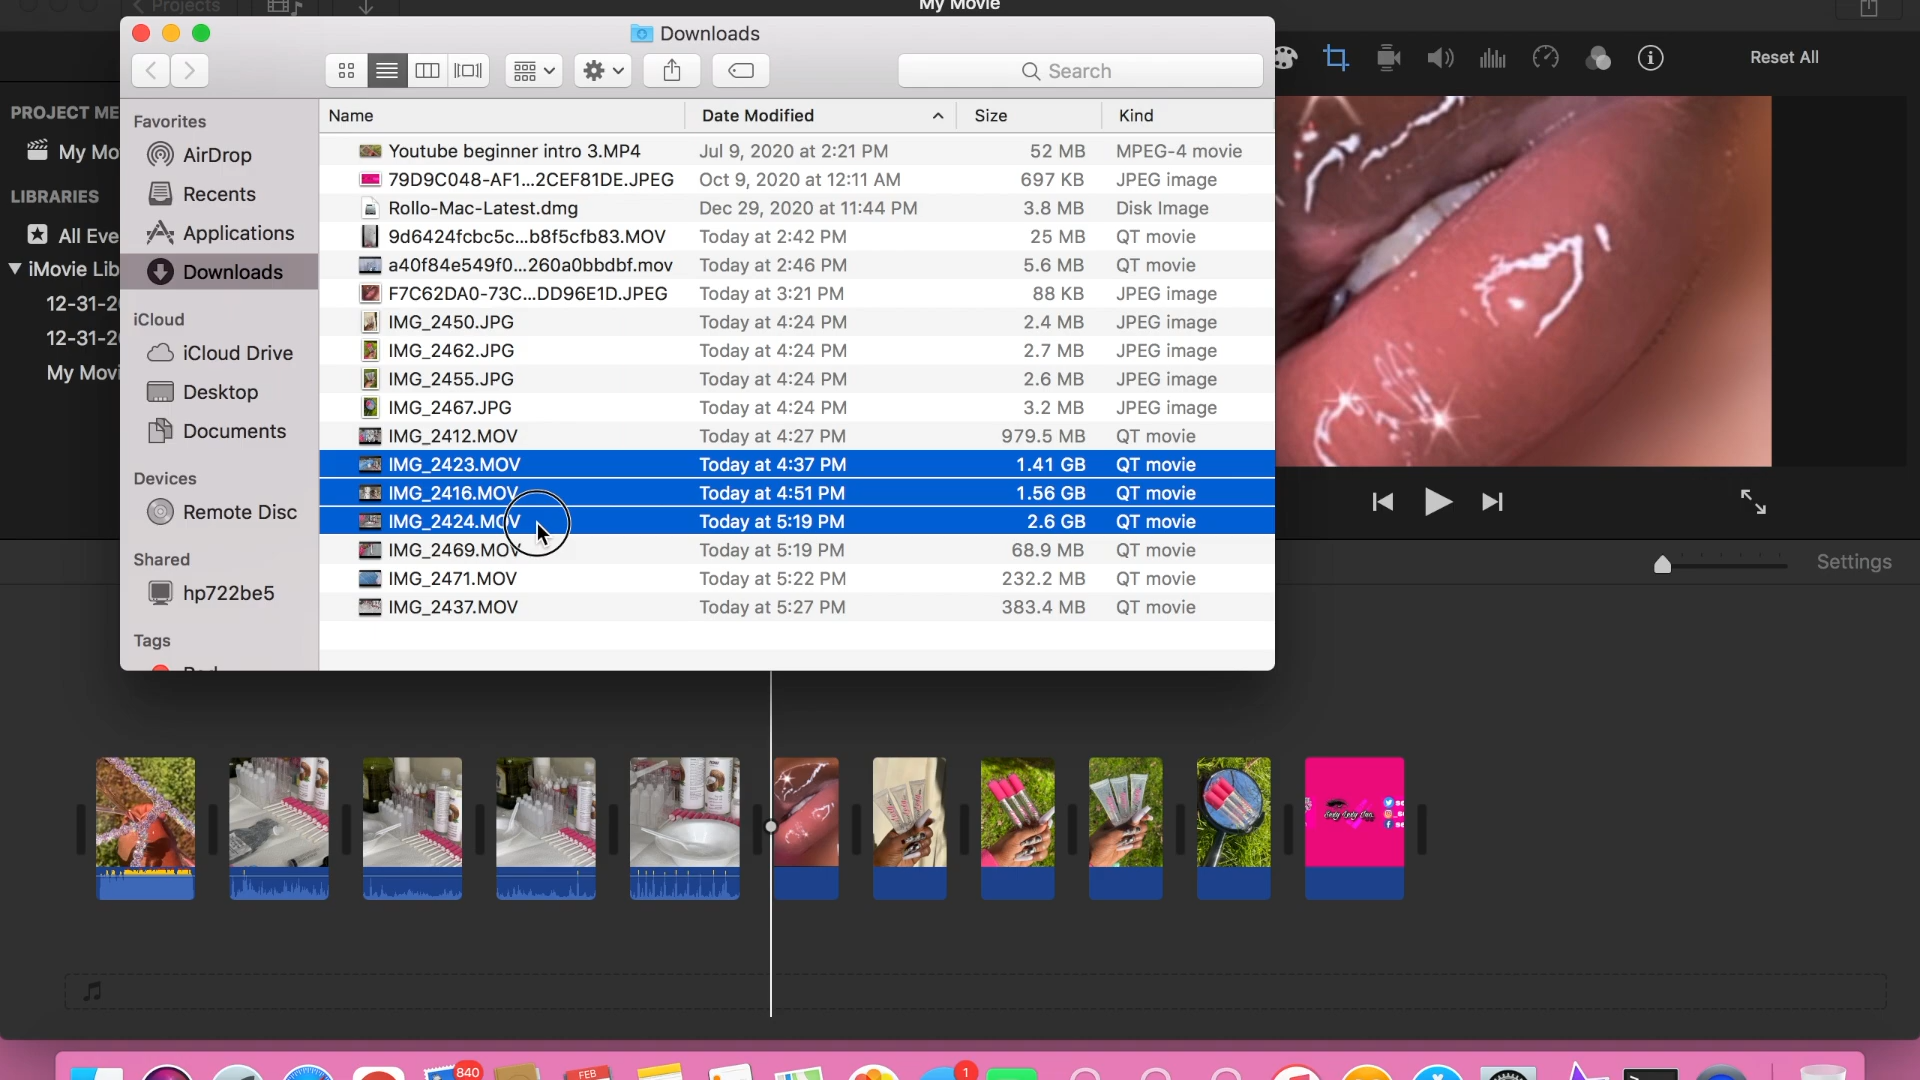 Projects
My Movie
Downloads
Search
Reset All
PROJECT ME
My Mo
LIBRARIES
All Eve
iMovie Lib
12-31-2
12-31-2
My Movi
Favorites
AirDrop
Recents
Applications
Downloads
iCloud
iCloud Drive
Desktop
Documents
Devices
Remote Disc
Shared
hp722be5
Tags
Name Date Modified Size Kind
Youtube beginner intro 3.MP4 Jul 9, 2020 at 2:21 PM 52 MB MPEG-4 movie
79D9C048-AF1...2CEF81DE.JPEG Oct 9, 2020 at 12:11 AM 697 KB JPEG image
Rollo-Mac-Latest.dmg Dec 29, 2020 at 11:44 PM 3.8 MB Disk Image
9d6424fcbc5c...b8f5cfb83.MOV Today at 2:42 PM 25 MB QT movie
a40f84e549f0...260a0bbdbf.mov Today at 2:46 PM 5.6 MB QT movie
F7C62DA0-73C...DD96E1D.JPEG Today at 3:21 PM 88 KB JPEG image
IMG_2450.JPG Today at 4:24 PM 2.4 MB JPEG image
IMG_2462.JPG Today at 4:24 PM 2.7 MB JPEG image
IMG_2455.JPG Today at 4:24 PM 2.6 MB JPEG image
IMG_2467.JPG Today at 4:24 PM 3.2 MB JPEG image
IMG_2412.MOV Today at 4:27 PM 979.5 MB QT movie
IMG_2423.MOV Today at 4:37 PM 1.41 GB QT movie
IMG_2416.MOV Today at 4:51 PM 1.56 GB QT movie
IMG_2424.MOV Today at 5:19 PM 2.6 GB QT movie
IMG_2469.MOV Today at 5:19 PM 68.9 MB QT movie
IMG_2471.MOV Today at 5:22 PM 232.2 MB QT movie
IMG_2437.MOV Today at 5:27 PM 383.4 MB QT movie
Settings
840
FEB
1